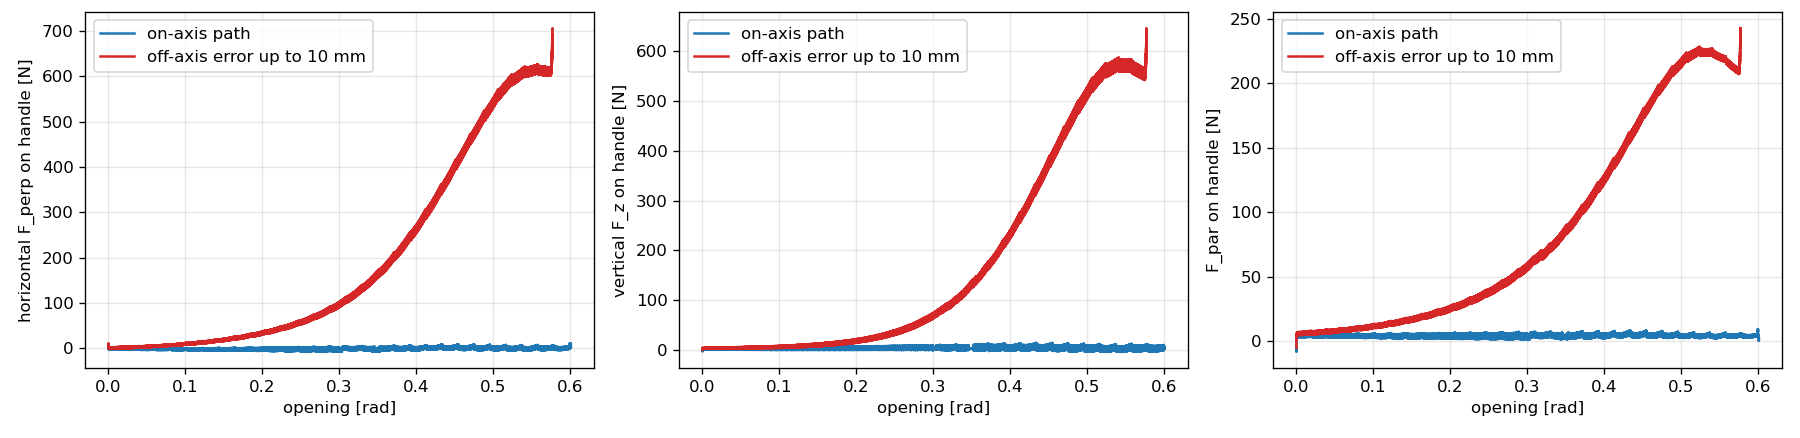 horizontal F_perp on handle [N]
700
600
500
400
300
200
100
0
on-axis path
off-axis error up to 10 mm
0.0 0.1 0.2 0.3 0.4 0.5 0.6
opening [rad]
vertical F_z on handle [N]
600
500
400
300
200
100
0
on-axis path
off-axis error up to 10 mm
0.0 0.1 0.2 0.3 0.4 0.5 0.6
opening [rad]
F_par on handle [N]
250
200
150
100
50
0
on-axis path
off-axis error up to 10 mm
0.0 0.1 0.2 0.3 0.4 0.5 0.6
opening [rad]